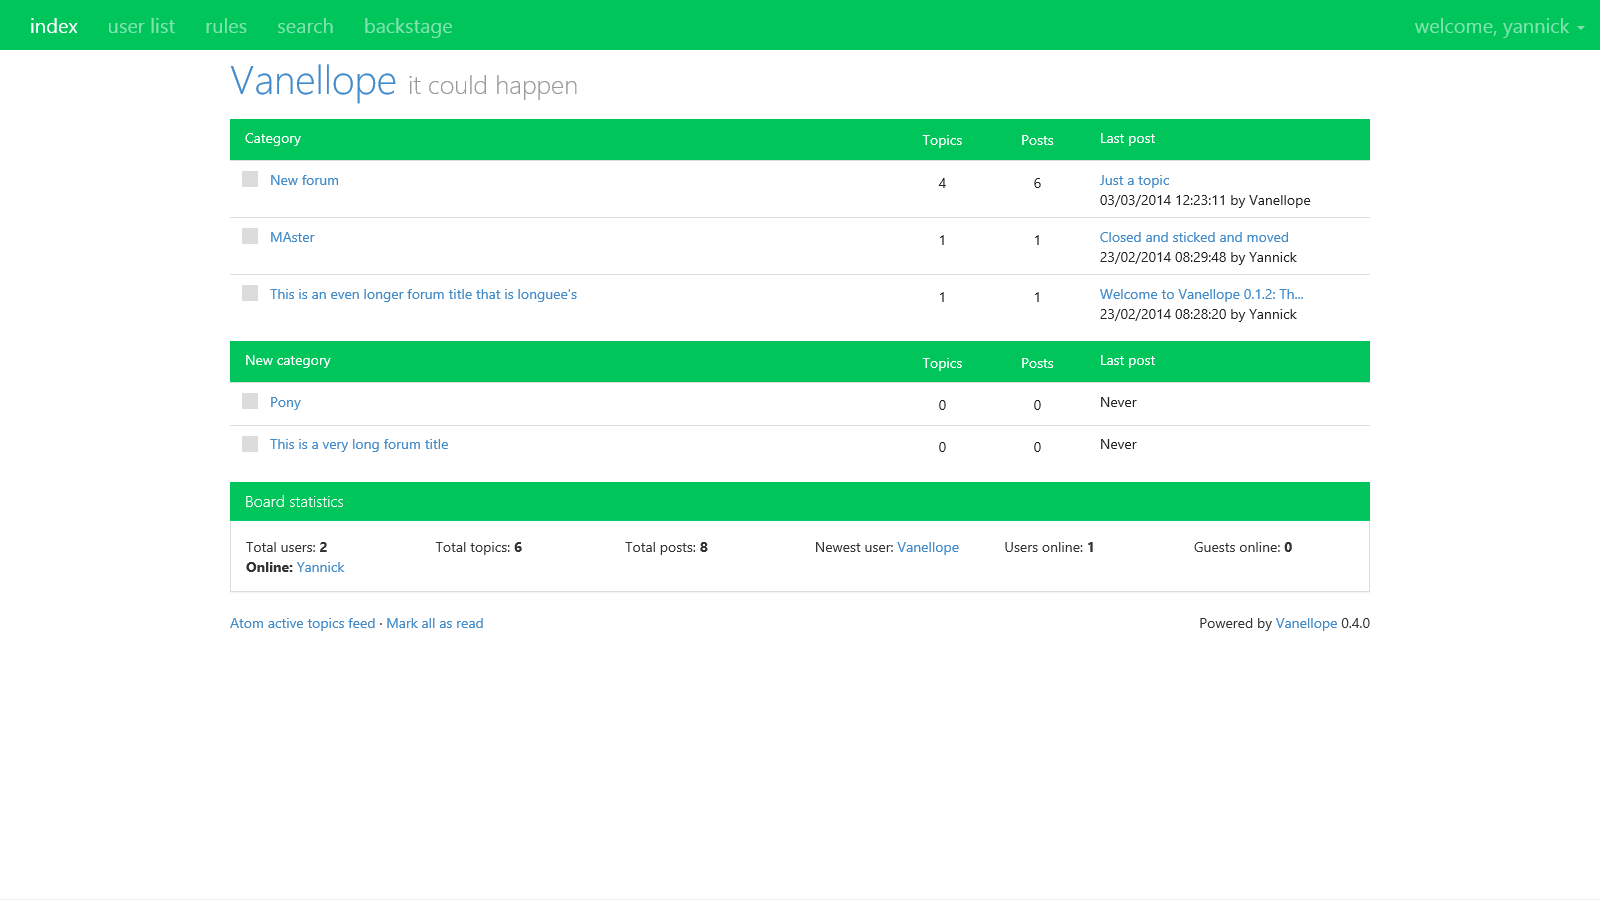 index user list rules search backstage welcome, yannick
Vanellope it could happen
Category Topics Posts Last post
New forum 4 6 Just a topic
03/03/2014 12:23:11 by Vanellope
MAster 1 1 Closed and sticked and moved
23/02/2014 08:29:48 by Yannick
This is an even longer forum title that is longuee's 1 1 Welcome to Vanellope 0.1.2: Th...
23/02/2014 08:28:20 by Yannick
New category Topics Posts Last post
Pony 0 0 Never
This is a very long forum title 0 0 Never
Board statistics
Total users: 2 Total topics: 6 Total posts: 8 Newest user: Vanellope Users online: 1 Guests online: 0
Online: Yannick
Atom active topics feed · Mark all as read Powered by Vanellope 0.4.0